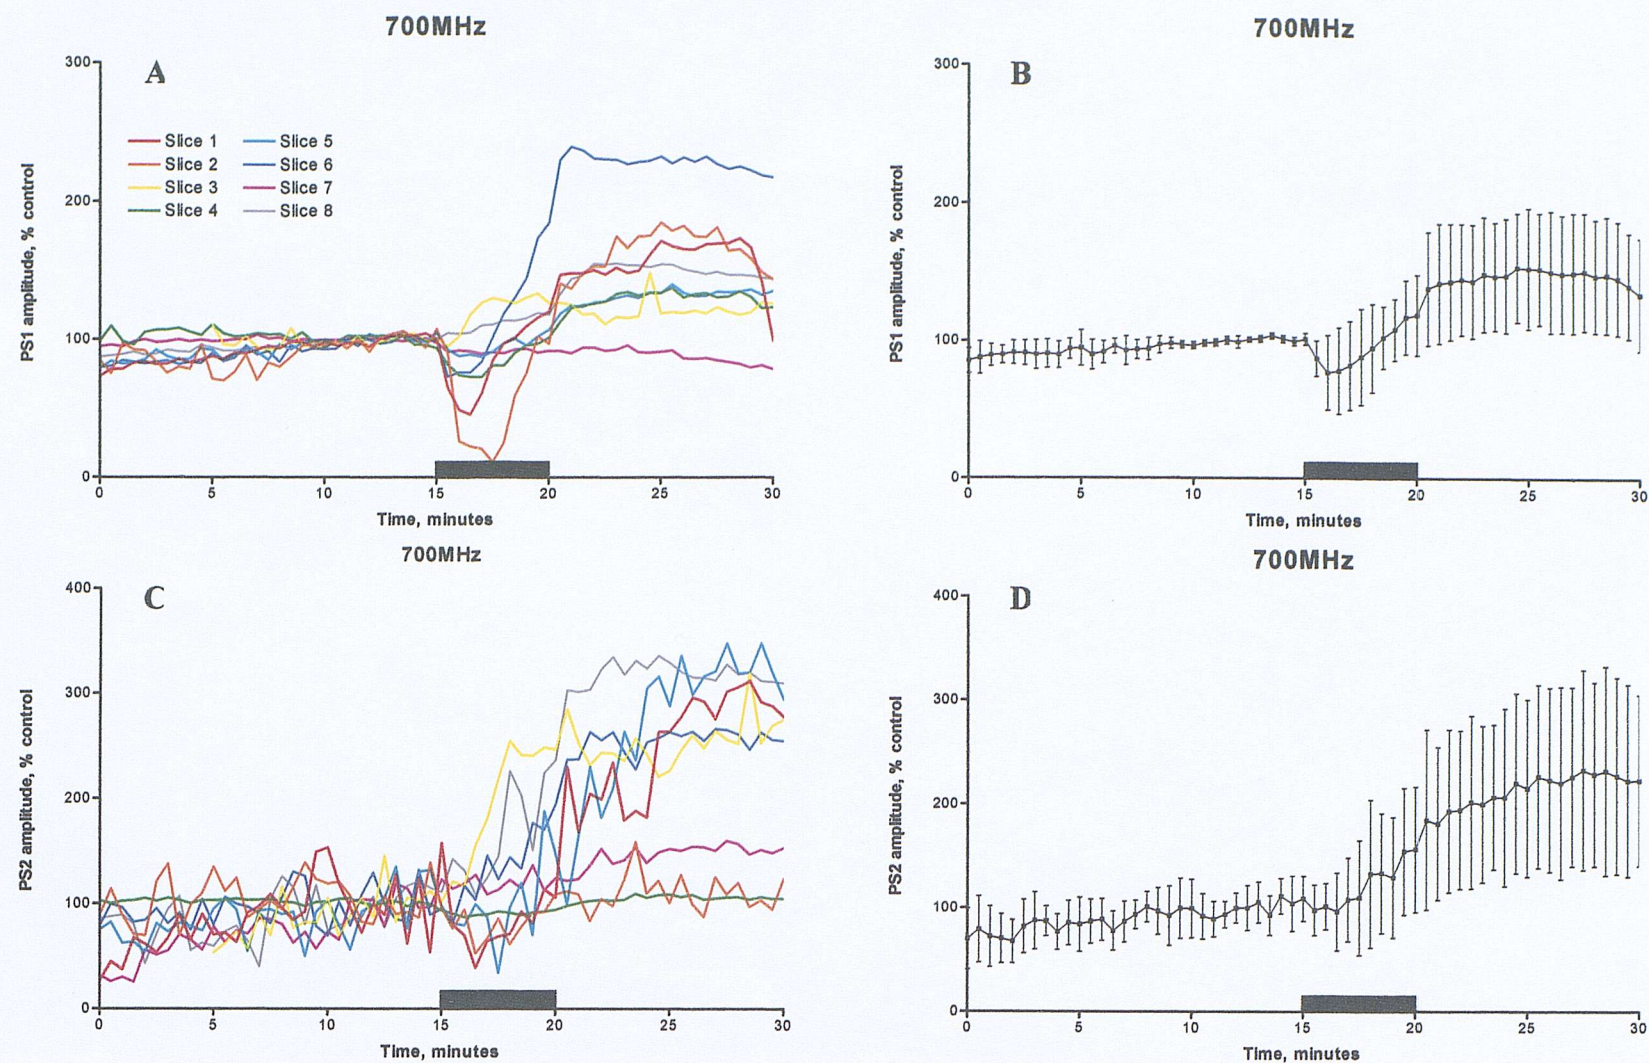 700MHz
A
300
200
100
0
PS1 amplitude, % control
Slice 1
Slice 2
Slice 3
Slice 4
Slice 5
Slice 6
Slice 7
Slice 8
0 5 10 15 20 25 30
Time, minutes
700MHz
B
300
200
100
0
PS1 amplitude, % control
0 5 10 15 20 25 30
Time, minutes
700MHz
C
400
300
200
100
0
PS2 amplitude, % control
0 5 10 15 20 25 30
Time, minutes
700MHz
D
400
300
200
100
0
PS2 amplitude, % control
0 5 10 15 20 25 30
Time, minutes